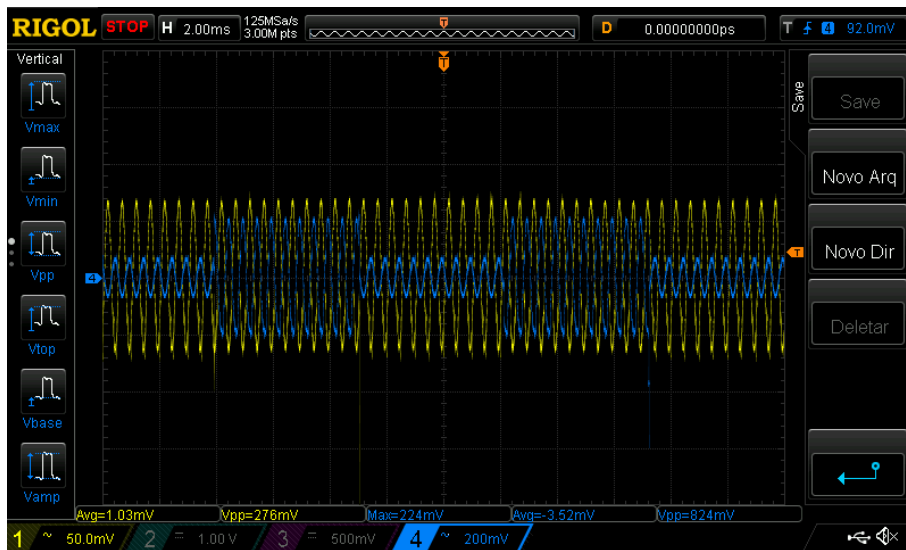 RIGOL STOP H 2.00ms 125MSa/s 3.00M pts D 0.00000000ps T 4 92.0mV
Vertical
Vmax
Vmin
Vpp
Vtop
Vbase
Vamp
T
4
T
Save
Save
Novo Arq
Novo Dir
Deletar
Avg=1.03mV Vpp=276mV Max=224mV Avg=-3.52mV Vpp=824mV
1 ~ 50.0mV 2 = 1.00 V 3 = 500mV 4 ~ 200mV